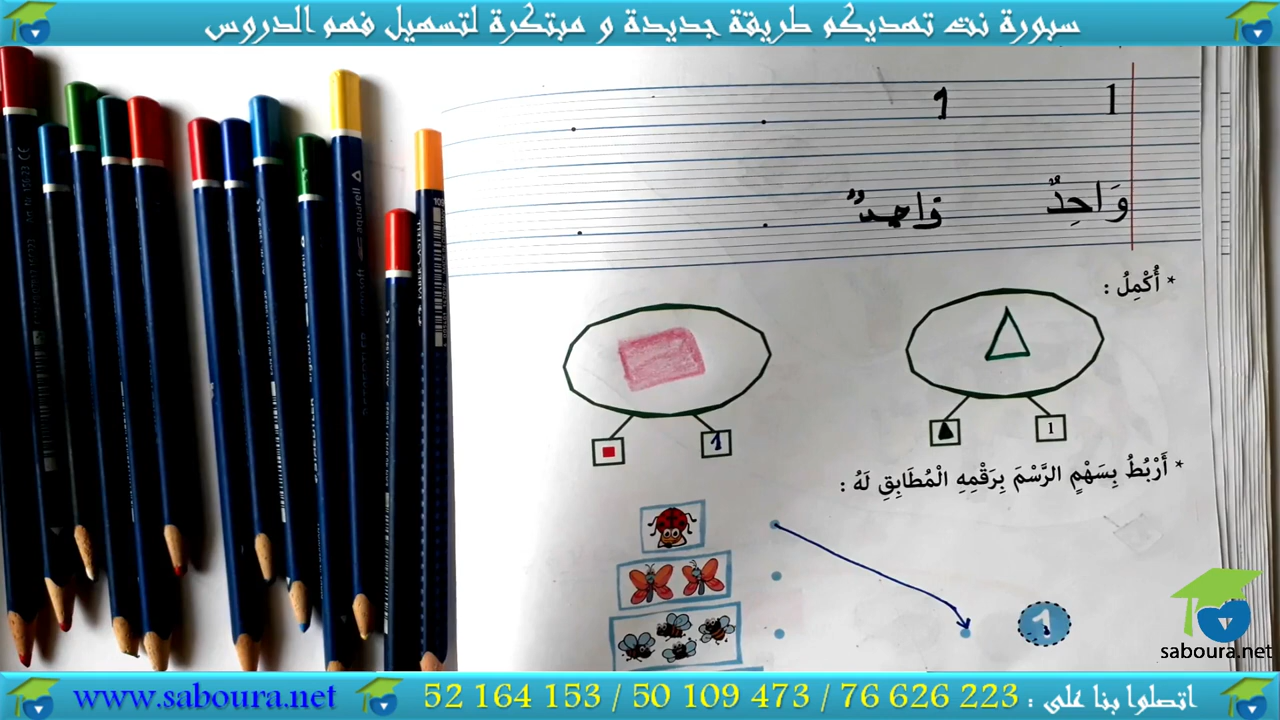 سبورة نت تهديكم طريقة جديدة و مبتكرة لتسهيل فهم الدروس
1 1
وَاحِدٌ وَاحِدٌ
* أُكْمِلُ :
1
1
* أَرْبُطُ بِسَهْمٍ الرَّسْمَ بِرَقْمِهِ الْمُطَابِقِ لَهُ :
1
saboura.net
اتصلوا بنا على : 52 164 153 / 50 109 473 / 76 626 223
www.saboura.net